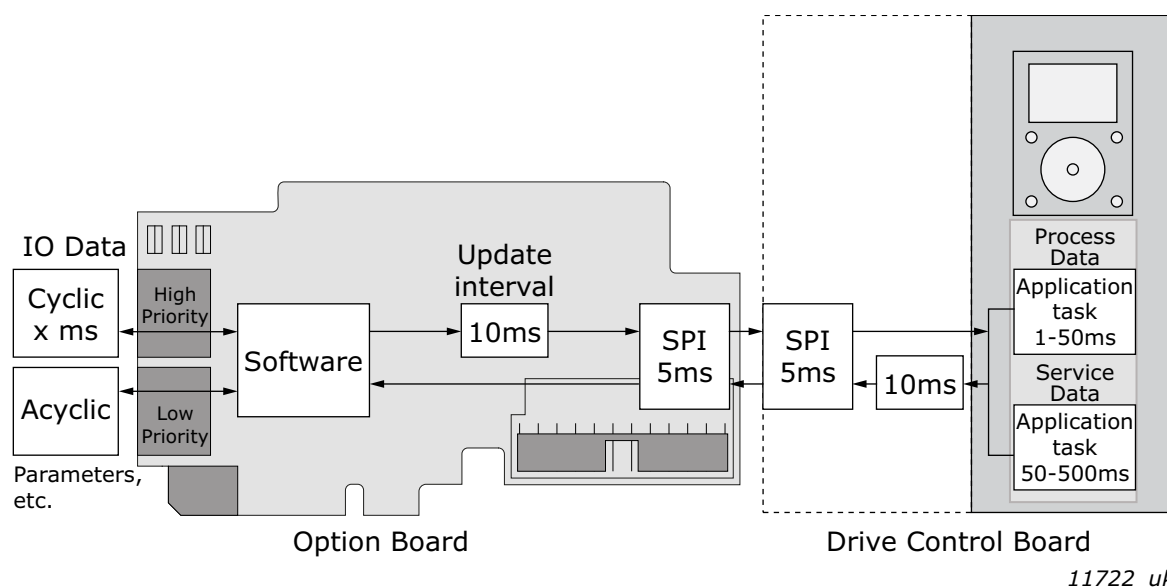 IO Data
Cyclic
x ms
Acyclic
Parameters,
etc.
High
Priority
Low
Priority
Software
Update
interval
10ms
SPI
5ms
Option Board
SPI
5ms
10ms
Process
Data
Application
task
1-50ms
Service
Data
Application
task
50-500ms
Drive Control Board